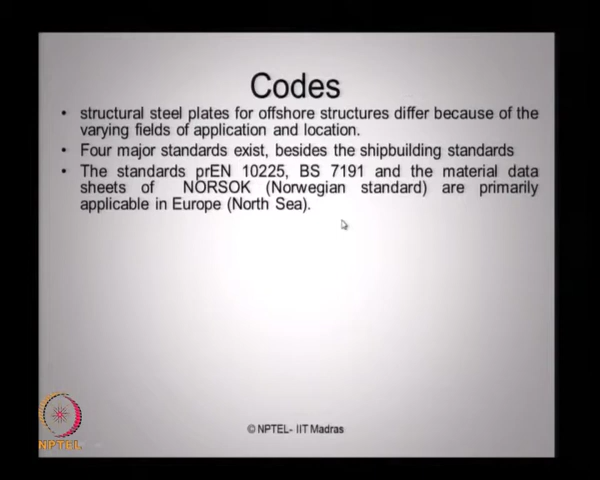 Codes
• structural steel plates for offshore structures differ because of the
varying fields of application and location.
• Four major standards exist, besides the shipbuilding standards
• The standards prEN 10225, BS 7191 and the material data
sheets of NORSOK (Norwegian standard) are primarily
applicable in Europe (North Sea).
NPTEL
© NPTEL- IIT Madras